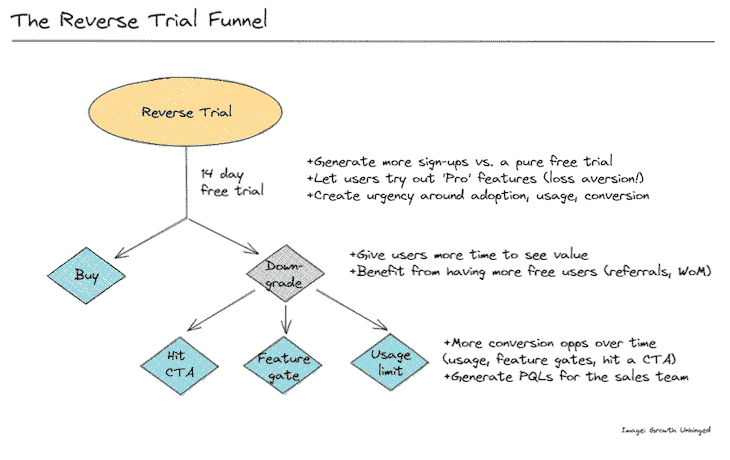 The Reverse Trial Funnel
Reverse Trial
14 day
free trial
+Generate more sign-ups vs. a pure free trial
+Let users try out 'Pro' features (loss aversion!)
+Create urgency around adoption, usage, conversion
Buy
Down-
grade
+Give users more time to see value
+Benefit from having more free users (referrals, WoM)
Hit
CTA
Feature
gate
Usage
limit
+More conversion opps over time
(usage, feature gates, hit a CTA)
+Generate PQLs for the sales team
Image: Growth Unhinged